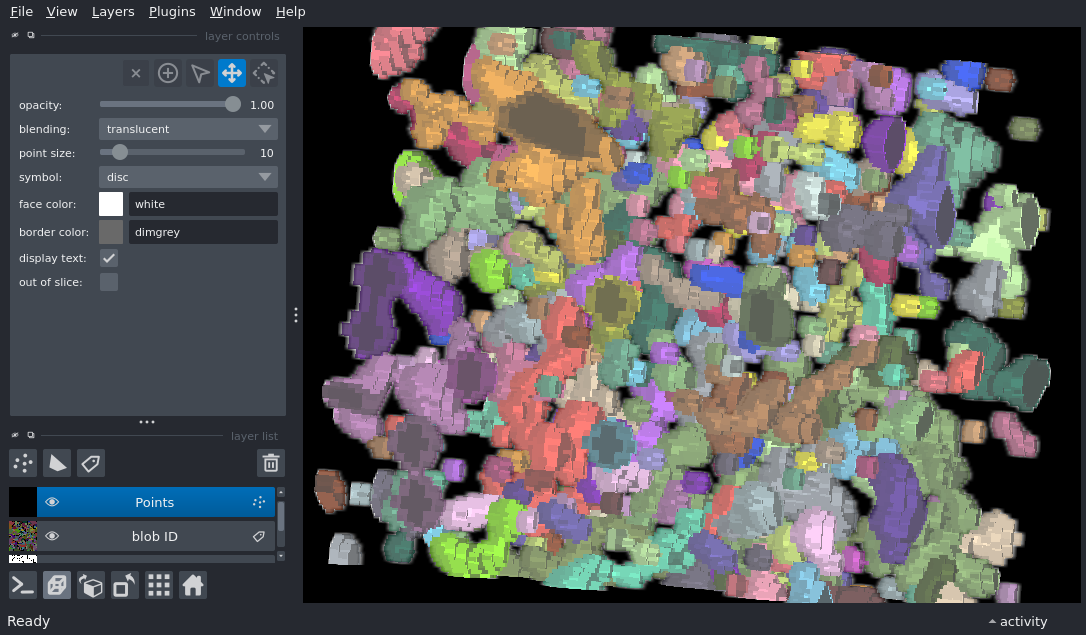 File View Layers Plugins Window Help
layer controls
opacity: 1.00
blending: translucent
point size: 10
symbol: disc
face color: white
border color: dimgrey
display text:
out of slice:
layer list
Points
blob ID
Ready
activity